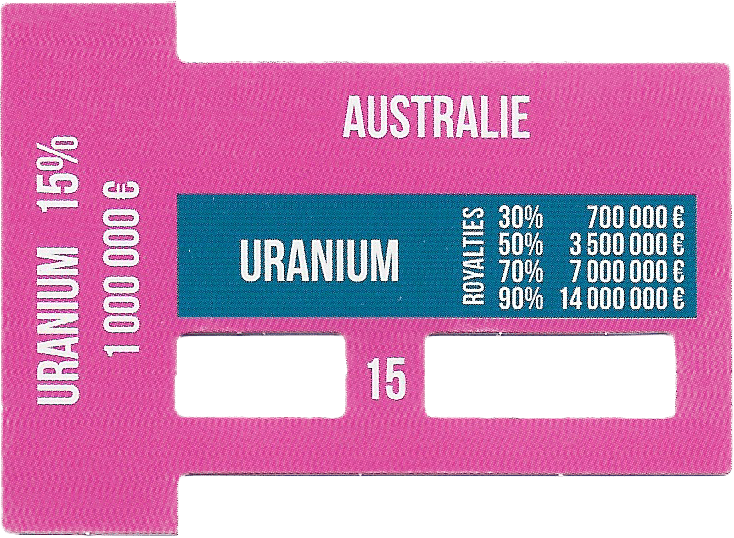 URANIUM 15%
1 000 000 €
AUSTRALIE
URANIUM
ROYALTIES
30% 700 000 €
50% 3 500 000 €
70% 7 000 000 €
90% 14 000 000 €
15